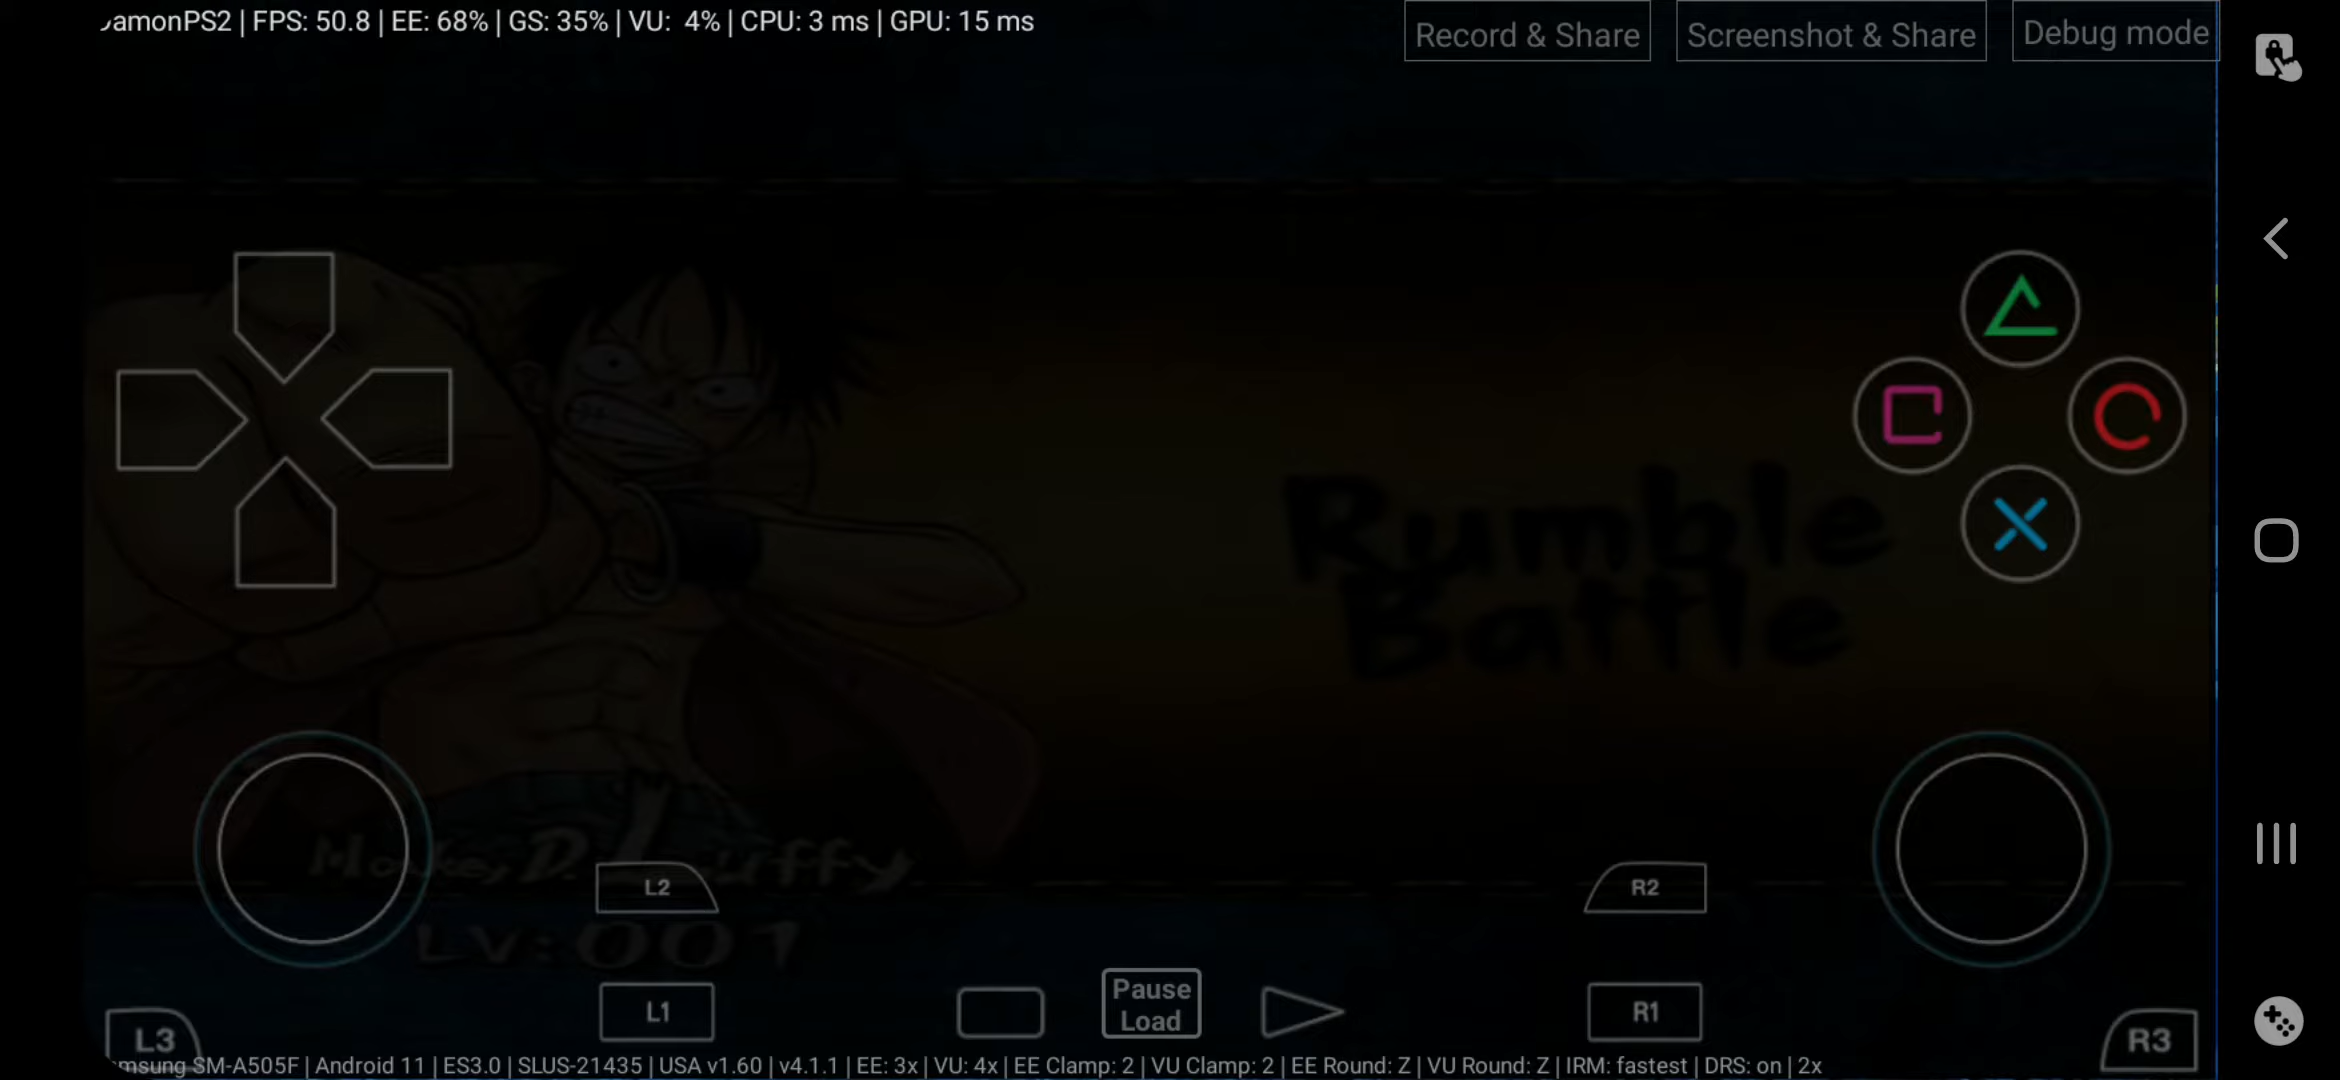 amonPS2 | FPS: 50.8 | EE: 68% | GS: 35% | VU: 4% | CPU: 3 ms | GPU: 15 ms
Record & Share
Screenshot & Share
Debug mode
Rumble
Battle
Monkey D. Luffy
LV:001
L2
R2
L1
Pause
Load
R1
L3
R3
msung SM-A505F | Android 11 | ES3.0 | SLUS-21435 | USA v1.60 | v4.1.1 | EE: 3x | VU: 4x | EE Clamp: 2 | VU Clamp: 2 | EE Round: Z | VU Round: Z | IRM: fastest | DRS: on | 2x